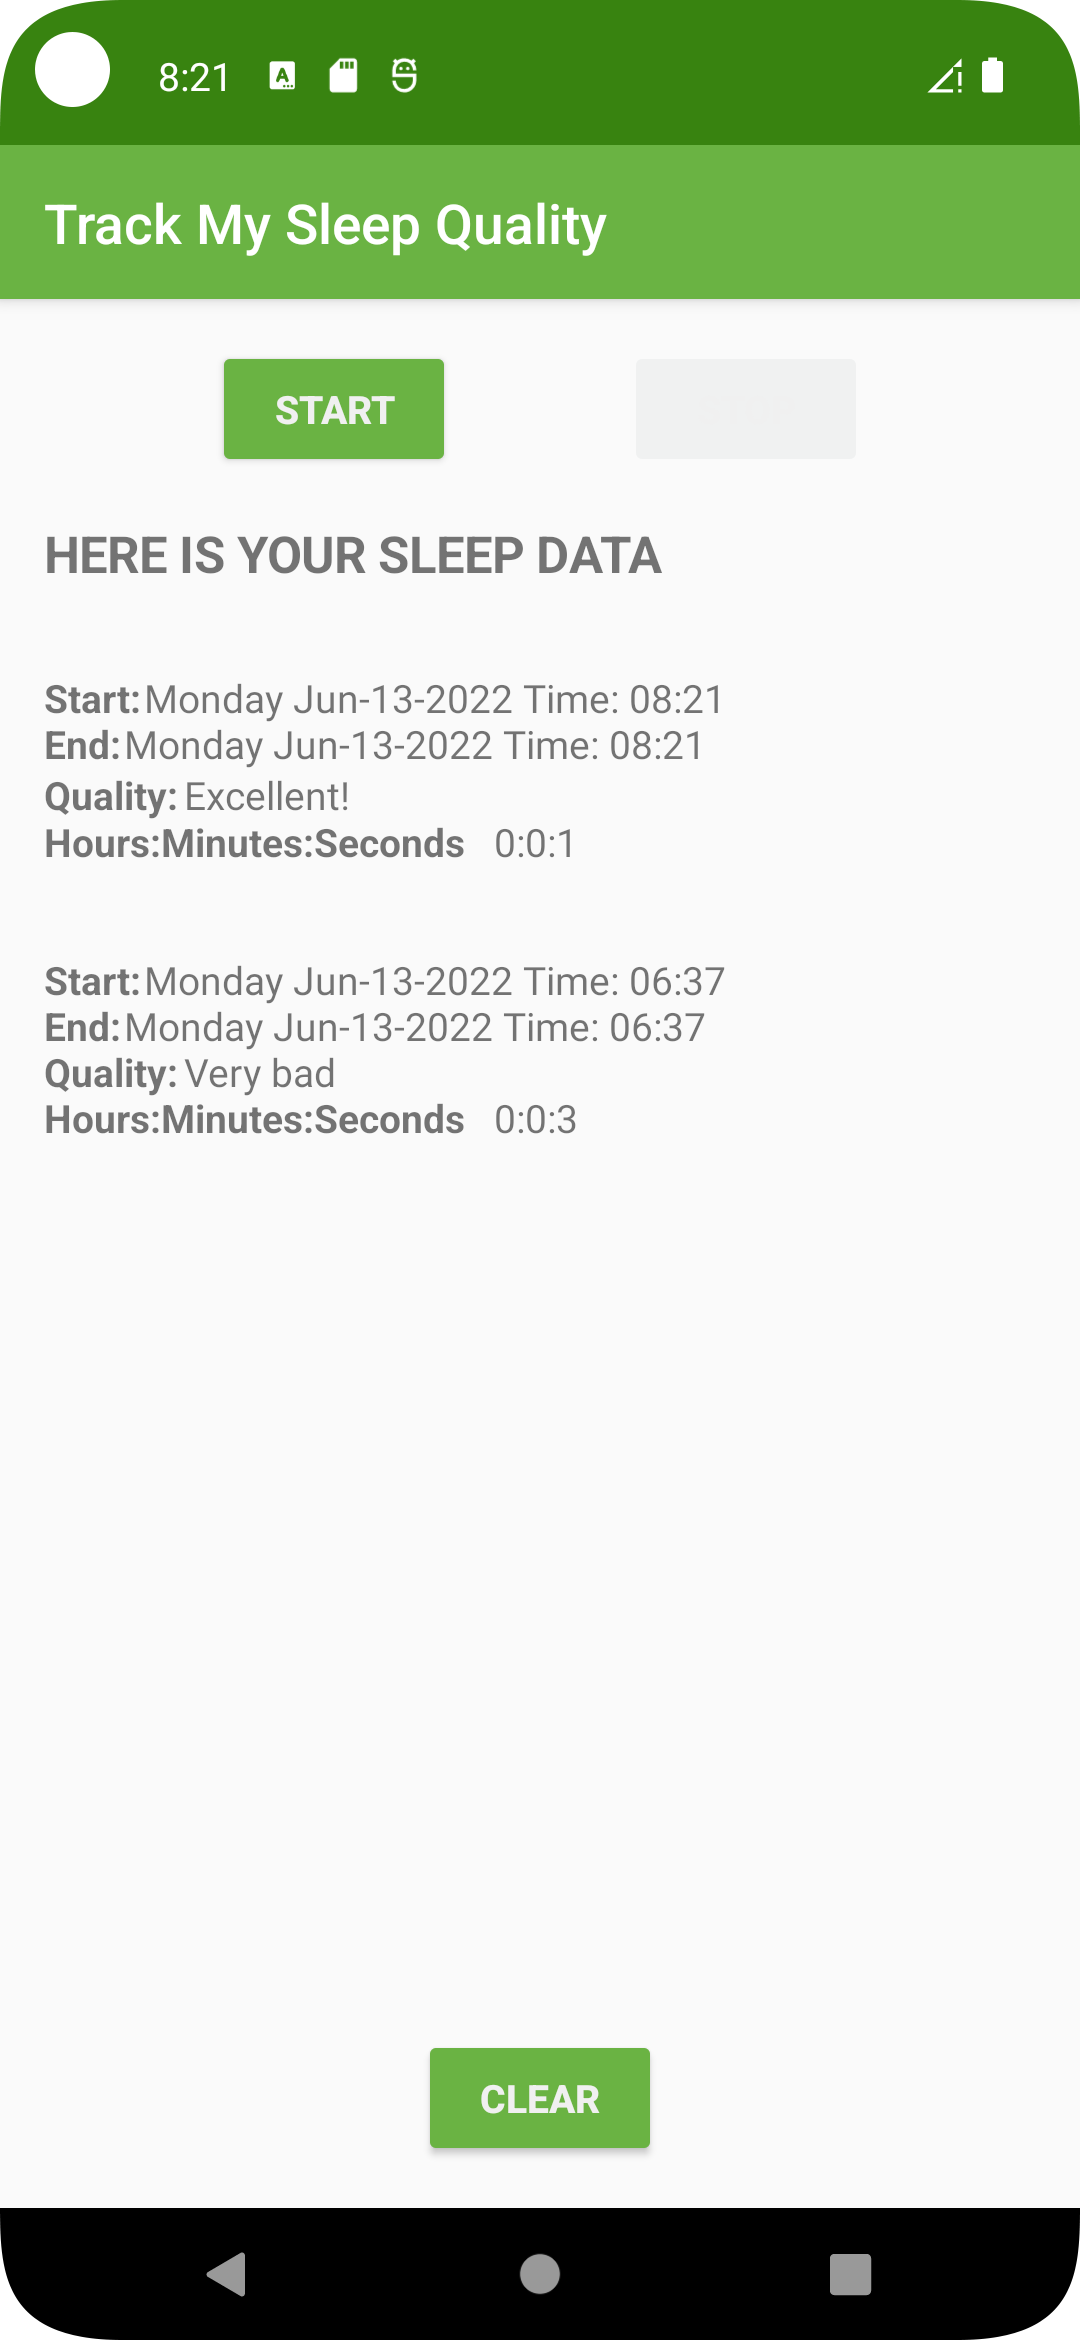 8:21
Track My Sleep Quality
START
HERE IS YOUR SLEEP DATA
Start: Monday Jun-13-2022 Time: 08:21
End: Monday Jun-13-2022 Time: 08:21
Quality: Excellent!
Hours:Minutes:Seconds 0:0:1
Start: Monday Jun-13-2022 Time: 06:37
End: Monday Jun-13-2022 Time: 06:37
Quality: Very bad
Hours:Minutes:Seconds 0:0:3
CLEAR